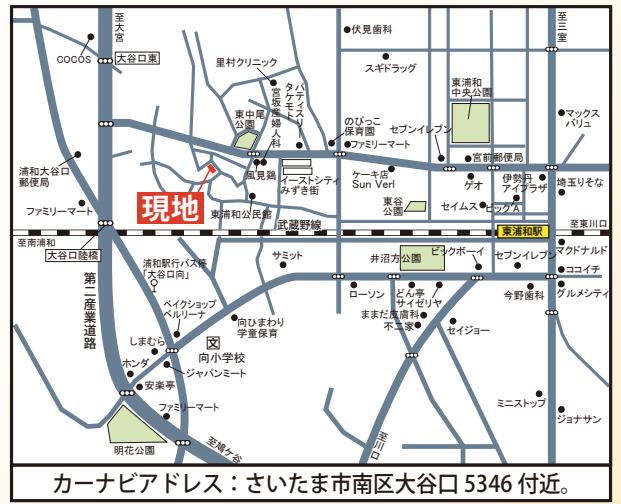 至大宮
COCOS
大谷口東
里村クリニック
伏見歯科
スギドラッグ
至三室
東浦和
中央公園
マックス
バリュ
宮坂産婦人科
パティスリー
タケモト
東中尾
公園
のびっこ
保育園
セブンイレブン
ファミリーマート
宮前郵便局
浦和大谷口
郵便局
風見鶏
イーストシティ
みずき街
ケーキ店
Sun Verl
ゲオ
伊勢丹
アイプラザ
埼玉りそな
現地
ファミリーマート
東浦和公民館
東谷
公園
セイムス
ビックA
武蔵野線
東浦和駅
至東川口
至南浦和
大谷口陸橋
浦和駅行バス停
「大谷口向」
サミット
井沼方公園
ビックボーイ
セブンイレブン
マクドナルド
ココイチ
グルメシティ
第二産業道路
ベイクショップ
ベルリーナ
ローソン
どん亭
サイゼリヤ
今野歯科
ままだ皮膚科
不二家
セイジョー
向ひまわり
学童保育
文
向小学校
しまむら
ジャパンミート
ホンダ
安楽亭
ファミリーマート
明花公園
至鳩ケ谷
至川口
ミニストップ
ジョナサン
カーナビアドレス：さいたま市南区大谷口 5346 付近。